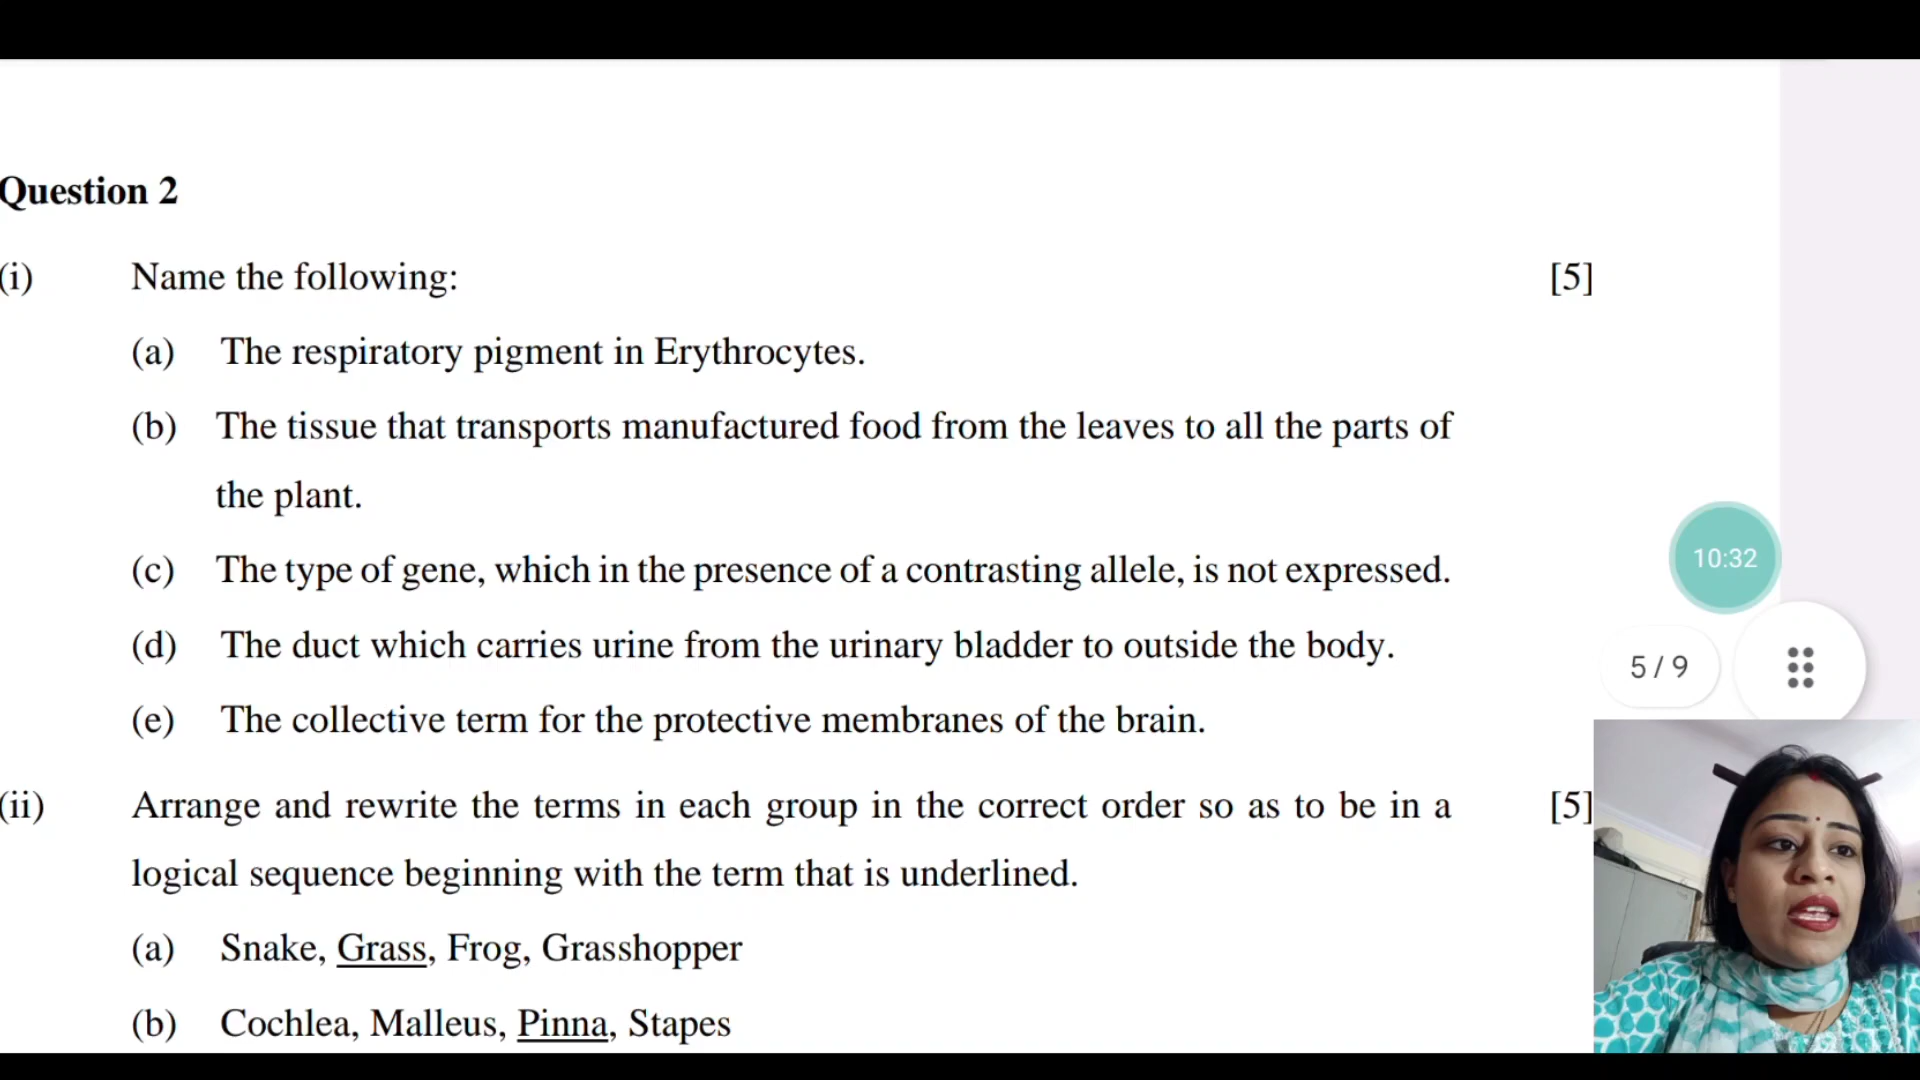 Question 2
(i) Name the following: [5]
(a) The respiratory pigment in Erythrocytes.
(b) The tissue that transports manufactured food from the leaves to all the parts of
the plant.
(c) The type of gene, which in the presence of a contrasting allele, is not expressed.
(d) The duct which carries urine from the urinary bladder to outside the body.
(e) The collective term for the protective membranes of the brain.
(ii) Arrange and rewrite the terms in each group in the correct order so as to be in a [5]
logical sequence beginning with the term that is underlined.
(a) Snake, Grass, Frog, Grasshopper
(b) Cochlea, Malleus, Pinna, Stapes
10:32
5 / 9